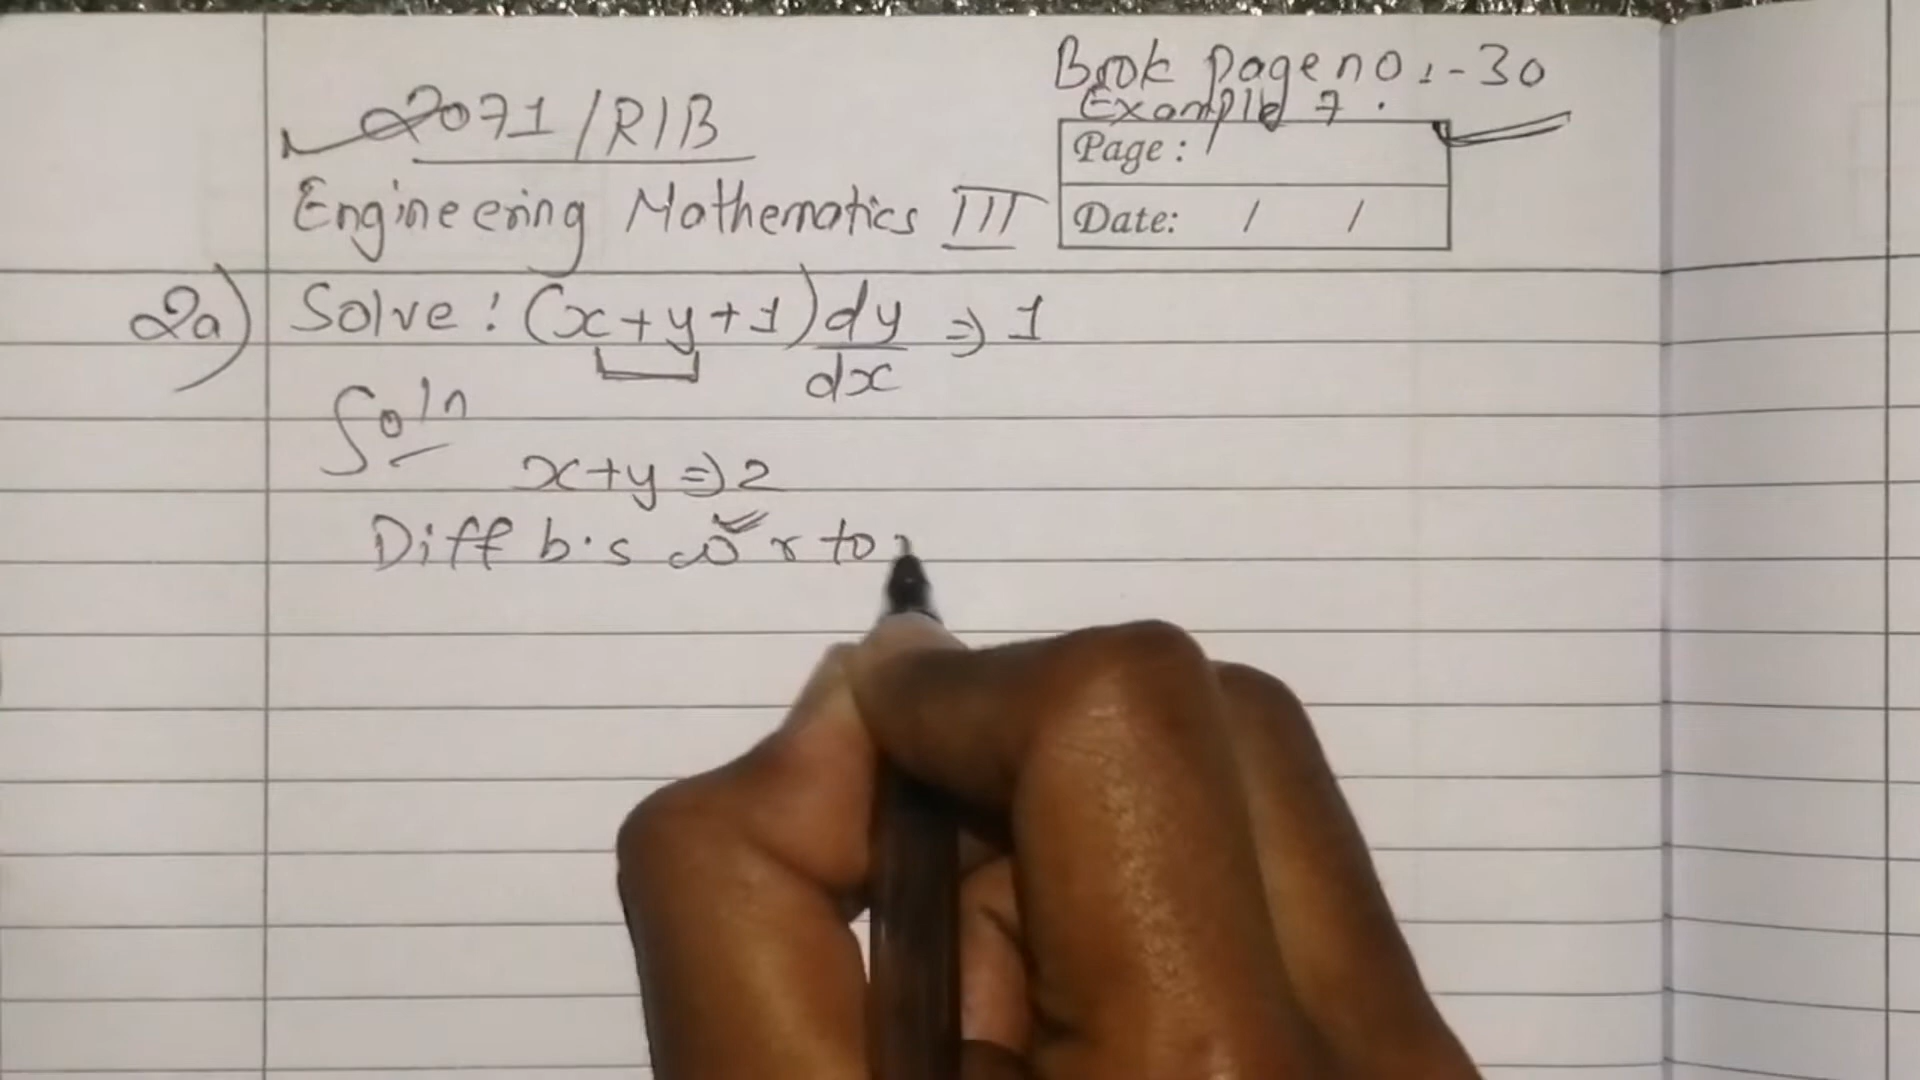 Book page no:-30
Example 7.
2071/R/B
Page:
Engineering Mathematics III
Date: / /
2a) Solve: (x+y+1)dy/dx => 1
Soln
x+y=>2
Diff b.s w r to